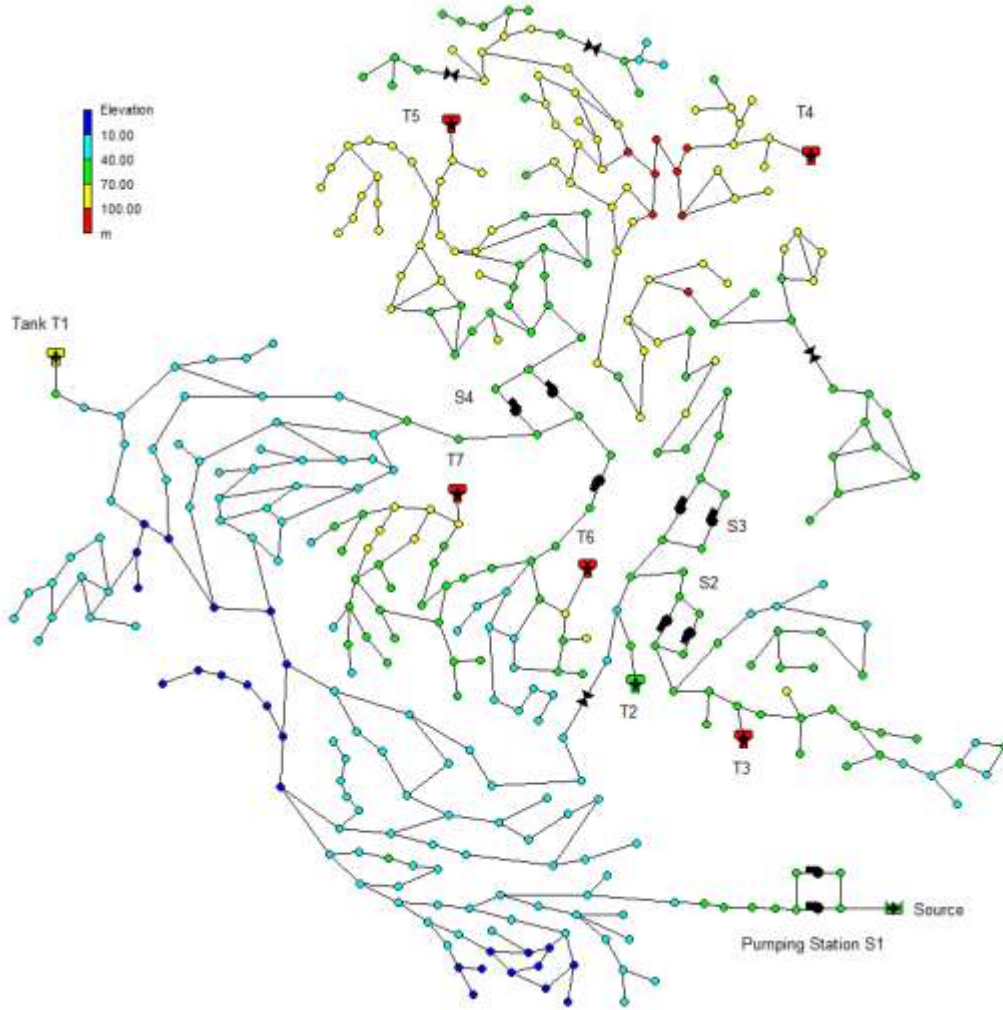 Elevation
10.00
40.00
70.00
100.00
m
T5
T4
Tank T1
S4
T7
T6
S3
S2
T2
T3
Source
Pumping Station S1